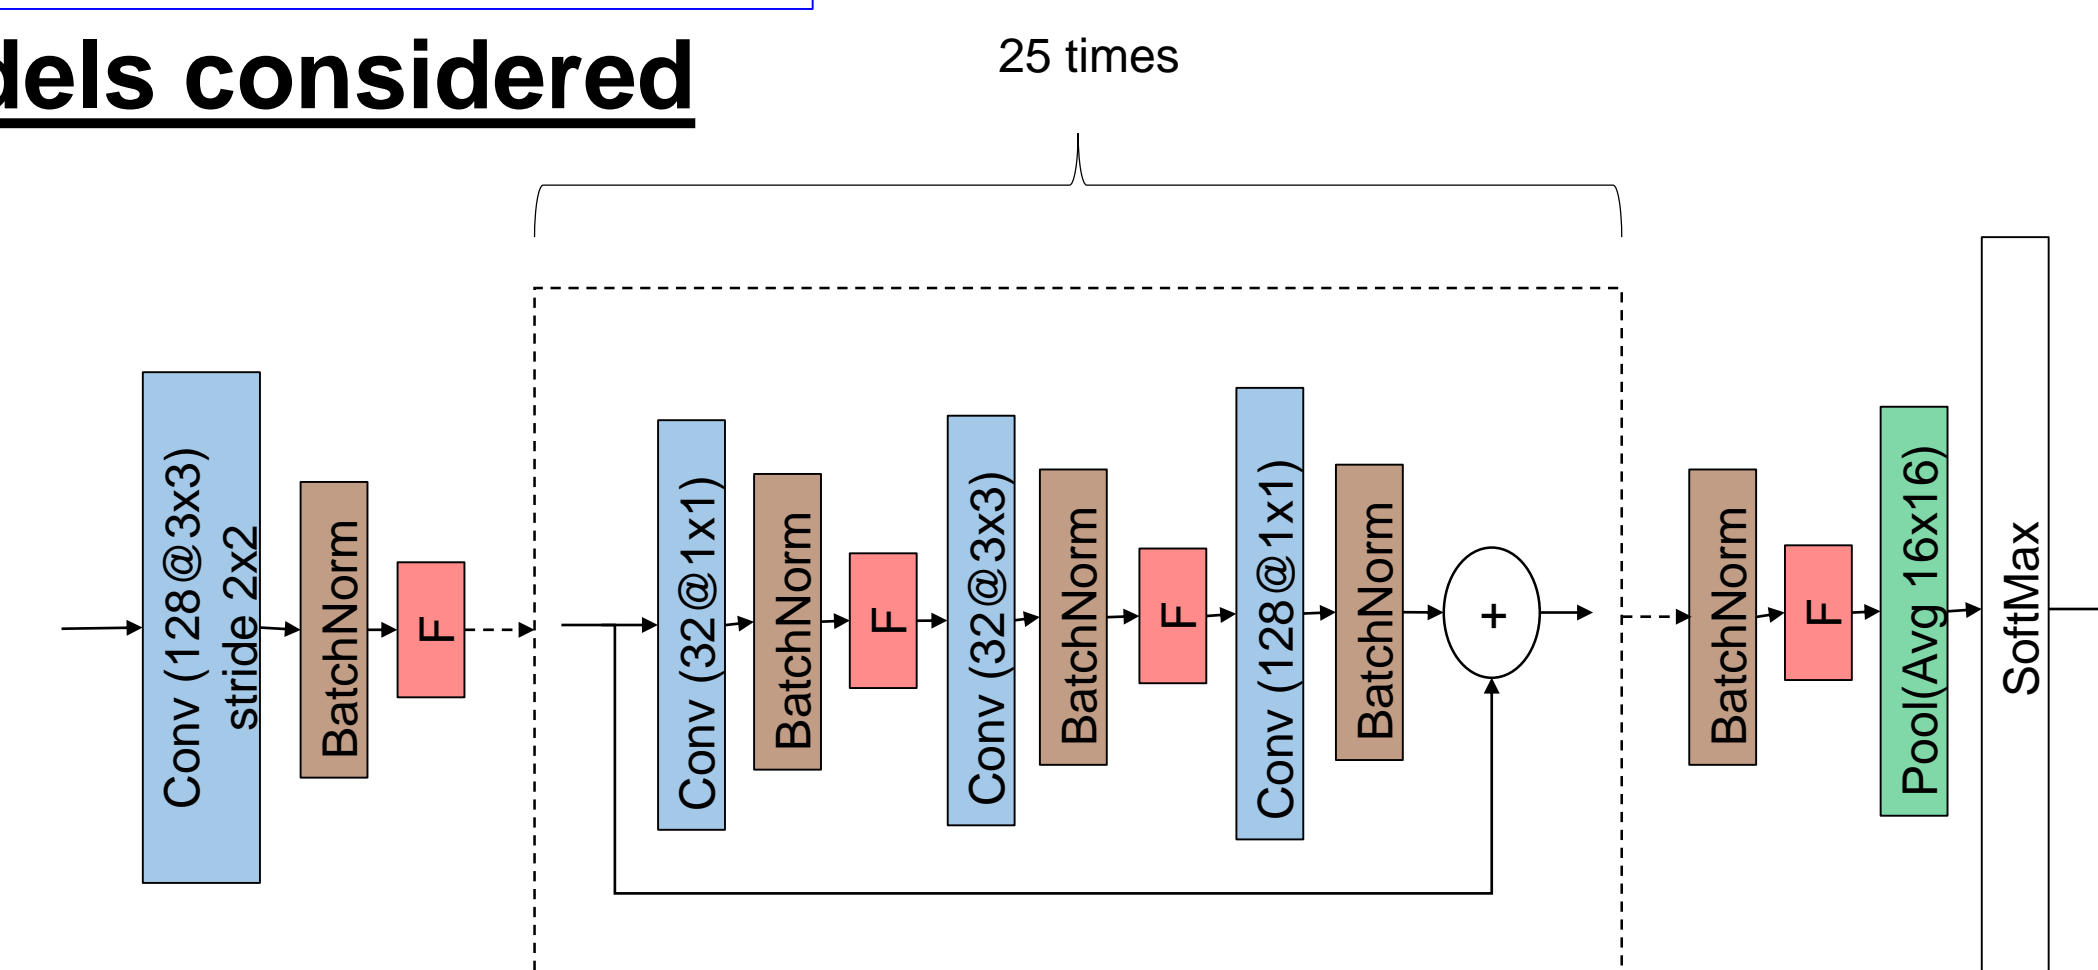 dels considered
25 times
Conv (128@3x3)
stride 2x2
BatchNorm
F
Conv (32@1x1)
BatchNorm
F
Conv (32@3x3)
BatchNorm
F
Conv (128@1x1)
BatchNorm
+
BatchNorm
F
Pool(Avg 16x16)
SoftMax